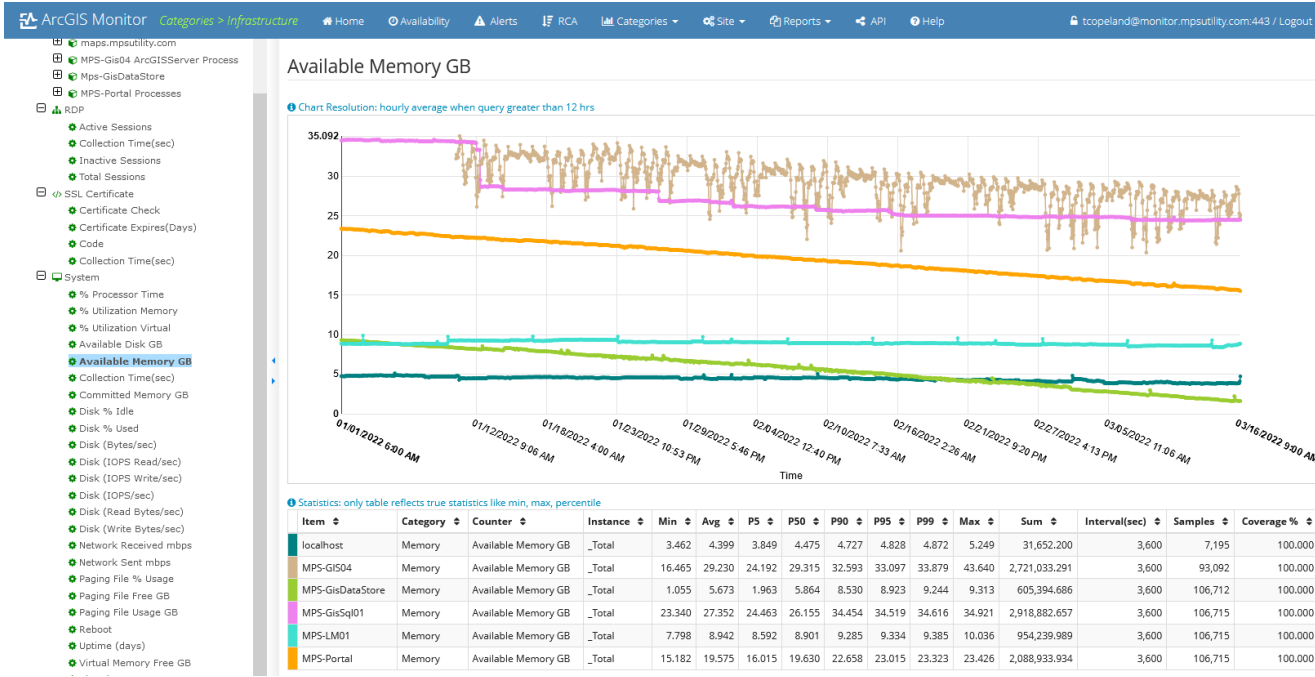 ArcGIS Monitor Categories > Infrastructure Home Availability Alerts RCA Categories Site Reports API Help tcopeland@monitor.mpsutility.com:443 / Logout
maps.mpsutility.com
MPS-Gis04 ArcGISServer Process
Mps-GisDataStore
MPS-Portal Processes
RDP
Active Sessions
Collection Time(sec)
Inactive Sessions
Total Sessions
SSL Certificate
Certificate Check
Certificate Expires(Days)
Code
Collection Time(sec)
System
% Processor Time
% Utilization Memory
% Utilization Virtual
Available Disk GB
Available Memory GB
Collection Time(sec)
Committed Memory GB
Disk % Idle
Disk % Used
Disk (Bytes/sec)
Disk (IOPS Read/sec)
Disk (IOPS Write/sec)
Disk (IOPS/sec)
Disk (Read Bytes/sec)
Disk (Write Bytes/sec)
Network Received mbps
Network Sent mbps
Paging File % Usage
Paging File Free GB
Paging File Usage GB
Reboot
Uptime (days)
Virtual Memory Free GB
Available Memory GB
Chart Resolution: hourly average when query greater than 12 hrs
35.092
30
25
20
15
10
5
0
01/01/2022 6:00 AM
01/12/2022 9:06 AM
01/18/2022 4:00 AM
01/23/2022 10:53 PM
01/29/2022 5:46 PM
02/04/2022 12:40 PM
02/10/2022 7:33 AM
02/16/2022 2:26 AM
02/21/2022 9:20 PM
02/27/2022 4:13 PM
03/05/2022 11:06 AM
03/16/2022 9:00 AM
Time
Statistics: only table reflects true statistics like min, max, percentile
Item Category Counter Instance Min Avg P5 P50 P90 P95 P99 Max Sum Interval(sec) Samples Coverage %
localhost Memory Available Memory GB _Total 3.462 4.399 3.849 4.475 4.727 4.828 4.872 5.249 31,652.200 3,600 7,195 100.000
MPS-GIS04 Memory Available Memory GB _Total 16.465 29.230 24.192 29.315 32.593 33.097 33.879 43.640 2,721,033.291 3,600 93,092 100.000
MPS-GisDataStore Memory Available Memory GB _Total 1.055 5.673 1.963 5.864 8.530 8.923 9.244 9.313 605,394.686 3,600 106,712 100.000
MPS-GisSql01 Memory Available Memory GB _Total 23.340 27.352 24.463 26.155 34.454 34.519 34.616 34.921 2,918,882.657 3,600 106,715 100.000
MPS-LM01 Memory Available Memory GB _Total 7.798 8.942 8.592 8.901 9.285 9.334 9.385 10.036 954,239.989 3,600 106,715 100.000
MPS-Portal Memory Available Memory GB _Total 15.182 19.575 16.015 19.630 22.658 23.015 23.323 23.426 2,088,933.934 3,600 106,715 100.000